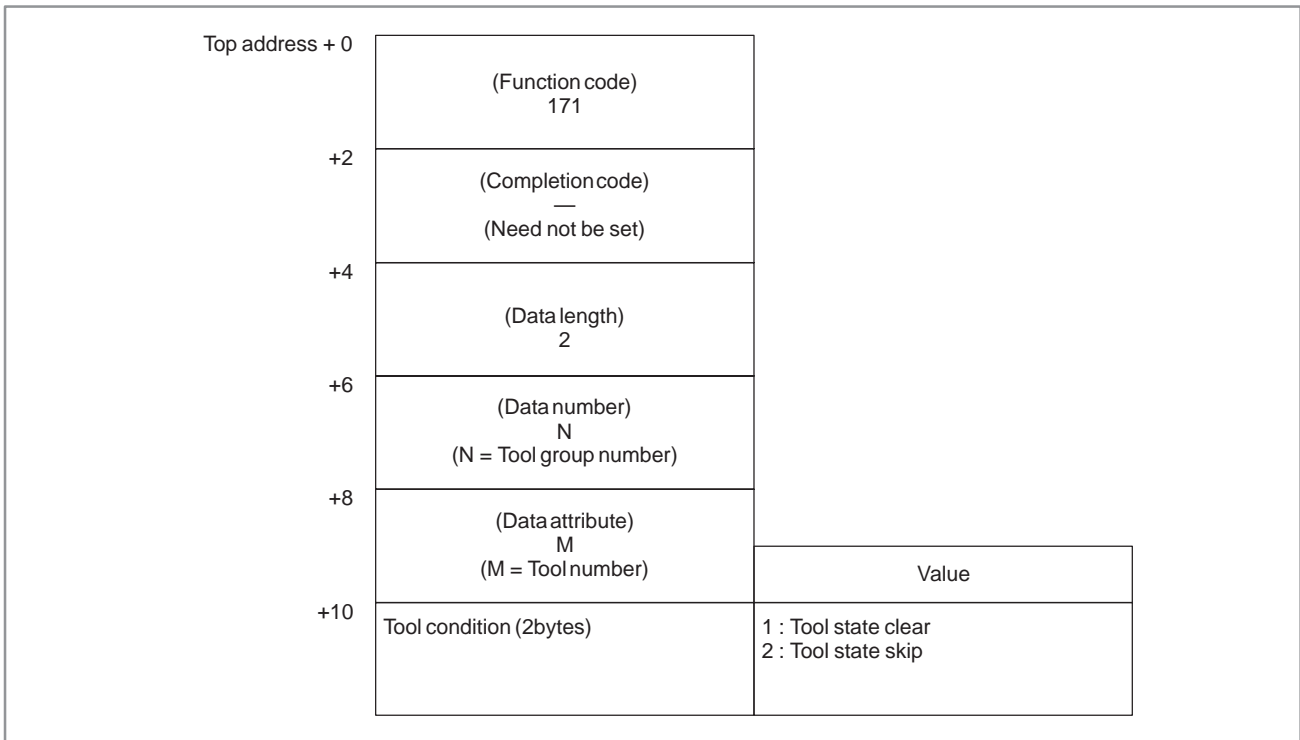 Top address + 0
(Function code)
171
+2
(Completion code)
—
(Need not be set)
+4
(Data length)
2
+6
(Data number)
N
(N = Tool group number)
+8
(Data attribute)
M
(M = Tool number)
Value
+10
Tool condition (2bytes)
1 : Tool state clear
2 : Tool state skip